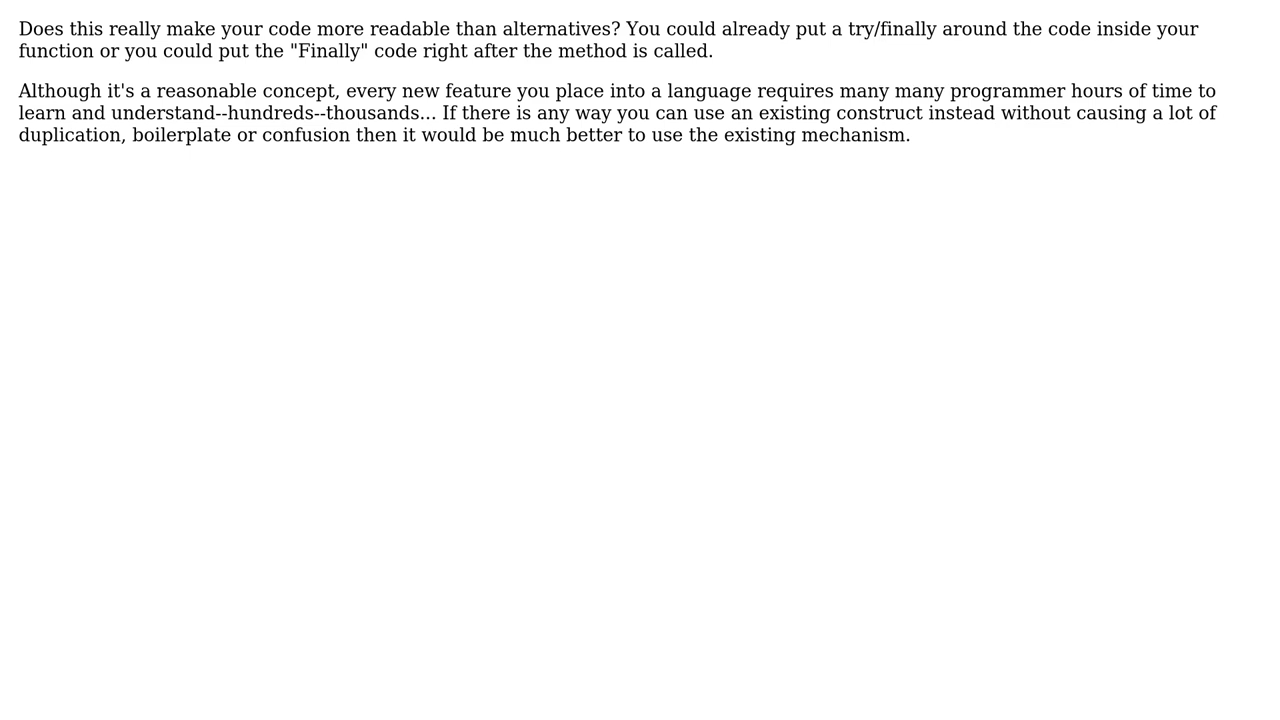 Does this really make your code more readable than alternatives? You could already put a try/finally around the code inside your
function or you could put the "Finally" code right after the method is called.
Although it's a reasonable concept, every new feature you place into a language requires many many programmer hours of time to
learn and understand--hundreds--thousands... If there is any way you can use an existing construct instead without causing a lot of
duplication, boilerplate or confusion then it would be much better to use the existing mechanism.